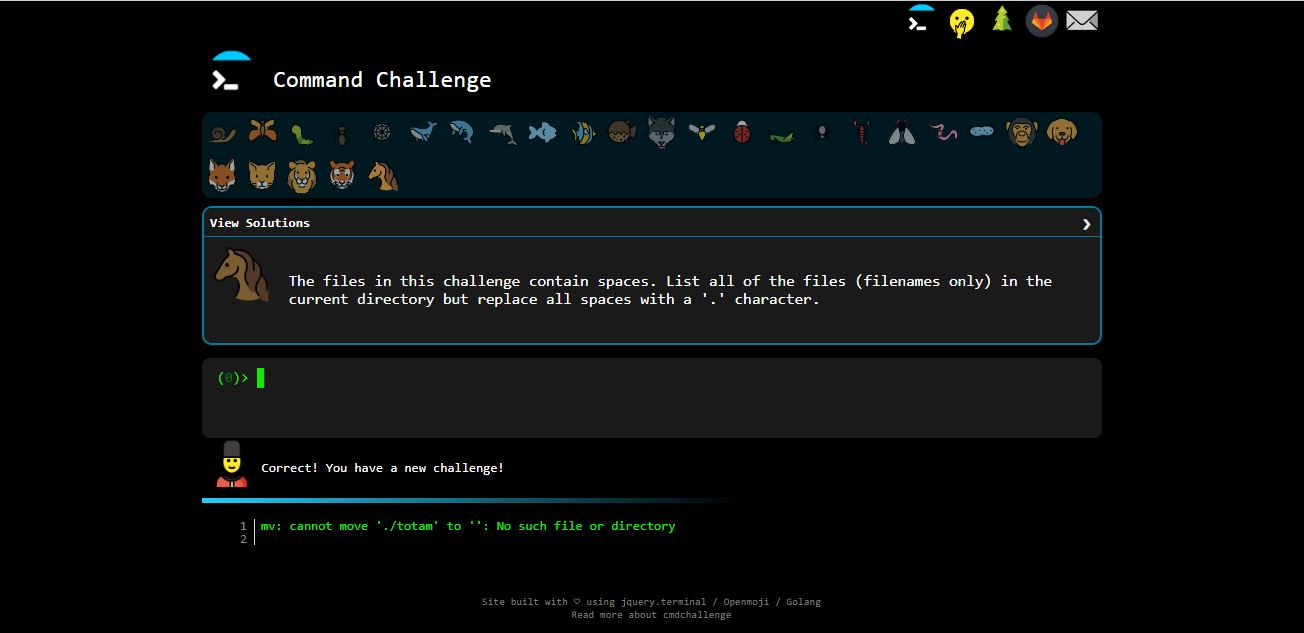 Command Challenge
View Solutions ❯
The files in this challenge contain spaces. List all of the files (filenames only) in the
current directory but replace all spaces with a '.' character.
(0)>
Correct! You have a new challenge!
1 mv: cannot move './totam' to '': No such file or directory
2
Site built with ♡ using jquery.terminal / Openmoji / Golang
Read more about cmdchallenge